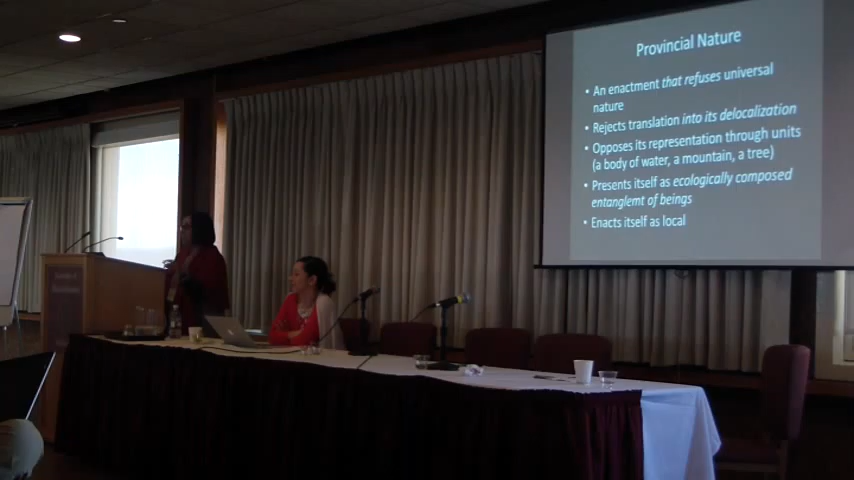 Provincial Nature
• An enactment that refuses universal
nature
• Rejects translation into its delocalization
• Opposes its representation through units
(a body of water, a mountain, a tree)
• Presents itself as ecologically composed
entanglemt of beings
• Enacts itself as local